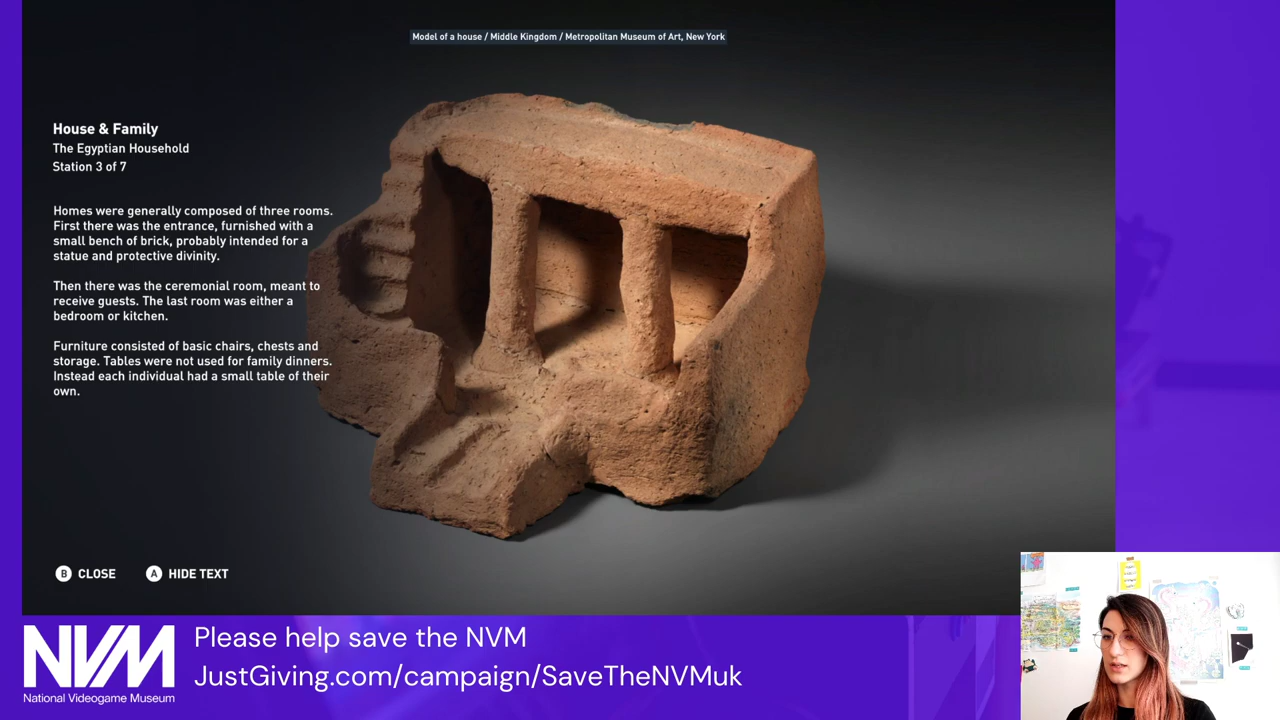 Model of a house / Middle Kingdom / Metropolitan Museum of Art, New York
House & Family
The Egyptian Household
Station 3 of 7
Homes were generally composed of three rooms.
First there was the entrance, furnished with a
small bench of brick, probably intended for a
statue and protective divinity.
Then there was the ceremonial room, meant to
receive guests. The last room was either a
bedroom or kitchen.
Furniture consisted of basic chairs, chests and
storage. Tables were not used for family dinners.
Instead each individual had a small table of their
own.
B CLOSE A HIDE TEXT
NVM
National Videogame Museum
Please help save the NVM
JustGiving.com/campaign/SaveTheNVMuk